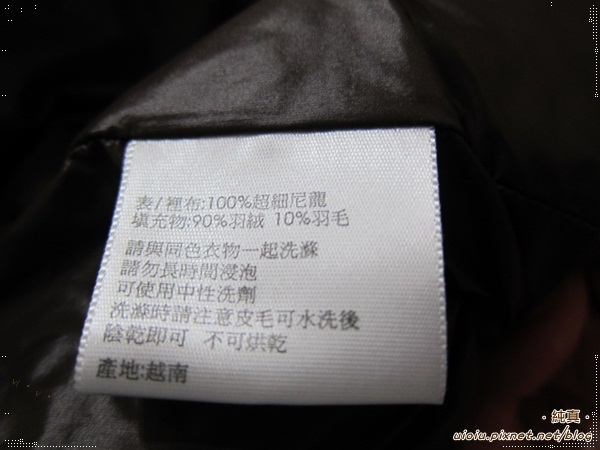 表/裡布:100%超細尼龍
填充物:90%羽絨 10%羽毛
請與同色衣物一起洗滌
請勿長時間浸泡
可使用中性洗劑
洗滌時請注意皮毛可水洗後
陰乾即可 不可烘乾
產地:越南
· 純真 ·
uioiu.pixnet.net/blog